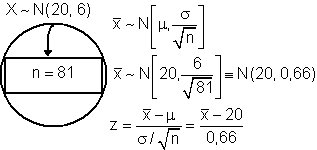 X ~ N(20, 6)
n = 81
x̅ ~ N[μ, σ/√n]
x̅ ~ N[20, 6/√81] ≡ N(20, 0,66)
z = (x̅ − μ)/(σ/√n) = (x̅ − 20)/0,66